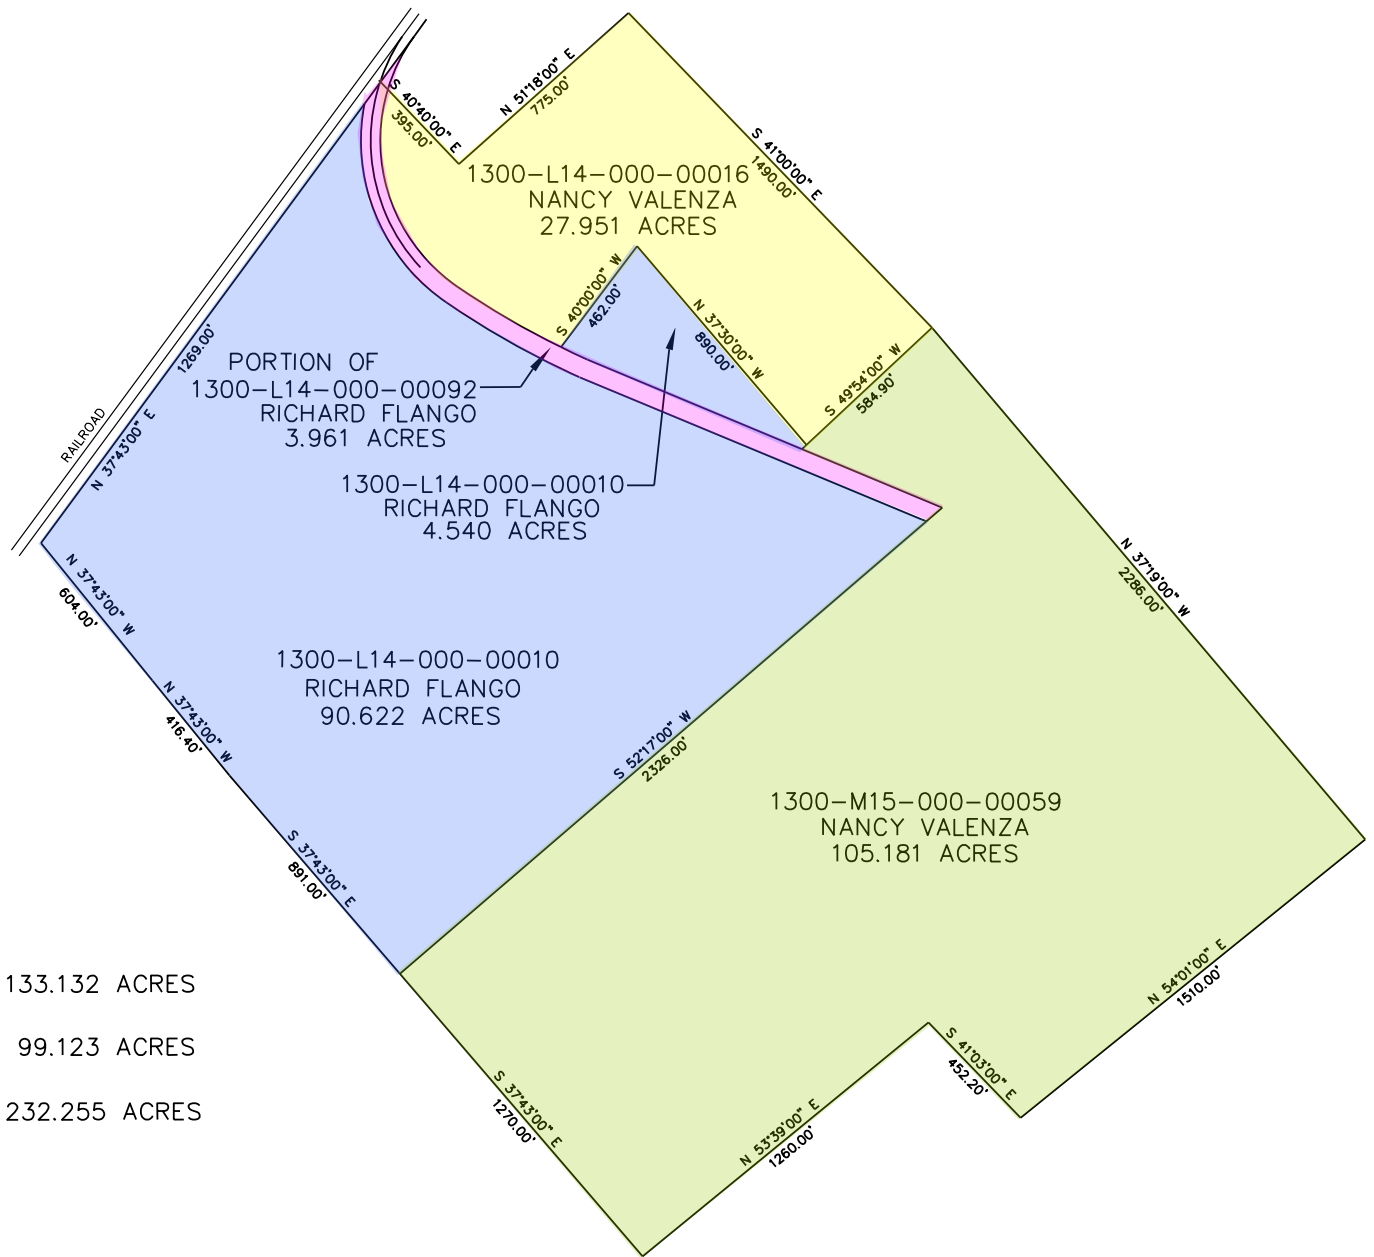 S 40°40'00" E
395.00'
N 51°18'00" E
775.00'
S 41°00'00" E
1490.00'
1300-L14-000-00016
NANCY VALENZA
27.951 ACRES
S 40°00'00" W
462.00'
N 37°30'00" W
890.00'
S 49°54'00" W
584.90'
1269.00'
N 37°43'00" E
RAILROAD
PORTION OF
1300-L14-000-00092
RICHARD FLANGO
3.961 ACRES
1300-L14-000-00010
RICHARD FLANGO
4.540 ACRES
N 37°43'00" W
604.00'
N 37°19'00" W
2286.00'
1300-L14-000-00010
RICHARD FLANGO
90.622 ACRES
N 37°43'00" W
416.40'
S 52°17'00" W
2326.00'
1300-M15-000-00059
NANCY VALENZA
105.181 ACRES
S 37°43'00" E
891.00'
N 54°01'00" E
1510.00'
133.132 ACRES
99.123 ACRES
232.255 ACRES
S 41°03'00" E
452.20'
S 37°43'00" E
1270.00'
N 53°39'00" E
1260.00'